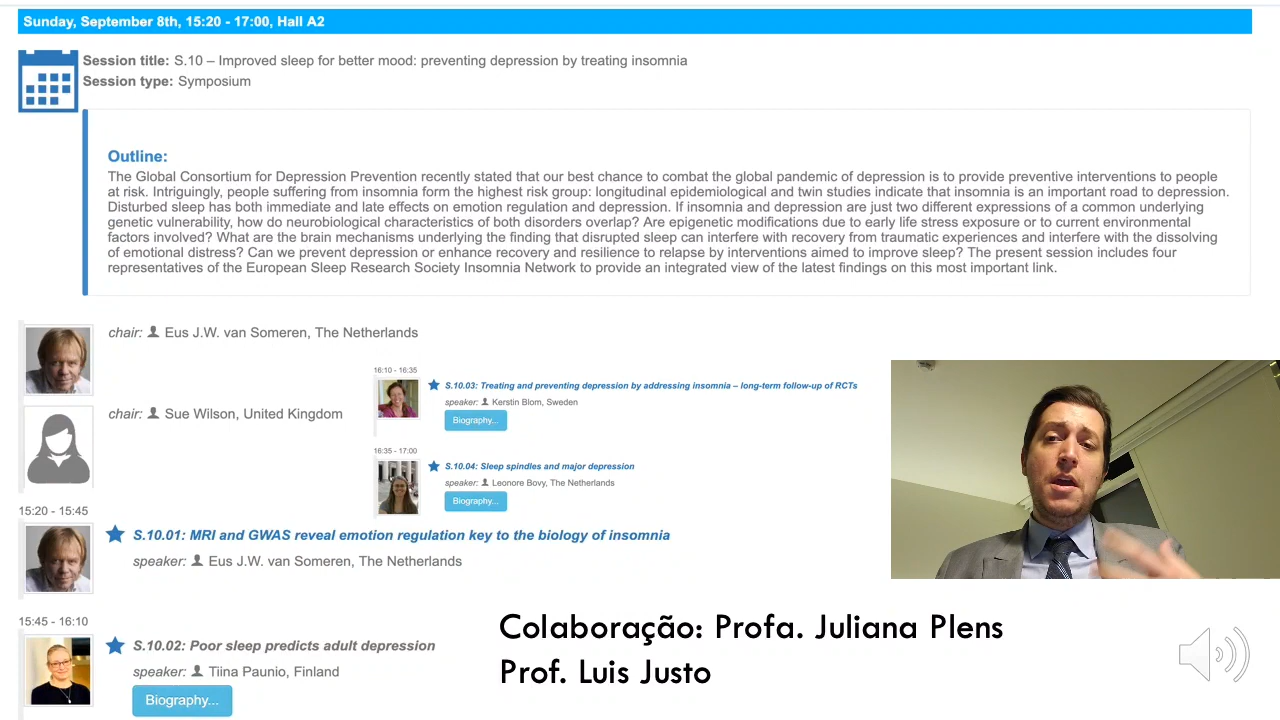 Sunday, September 8th, 15:20 - 17:00, Hall A2
Session title: S.10 – Improved sleep for better mood: preventing depression by treating insomnia
Session type: Symposium
Outline:
The Global Consortium for Depression Prevention recently stated that our best chance to combat the global pandemic of depression is to provide preventive interventions to people
at risk. Intriguingly, people suffering from insomnia form the highest risk group: longitudinal epidemiological and twin studies indicate that insomnia is an important road to depression.
Disturbed sleep has both immediate and late effects on emotion regulation and depression. If insomnia and depression are just two different expressions of a common underlying
genetic vulnerability, how do neurobiological characteristics of both disorders overlap? Are epigenetic modifications due to early life stress exposure or to current environmental
factors involved? What are the brain mechanisms underlying the finding that disrupted sleep can interfere with recovery from traumatic experiences and interfere with the dissolving
of emotional distress? Can we prevent depression or enhance recovery and resilience to relapse by interventions aimed to improve sleep? The present session includes four
representatives of the European Sleep Research Society Insomnia Network to provide an integrated view of the latest findings on this most important link.
chair: Eus J.W. van Someren, The Netherlands
chair: Sue Wilson, United Kingdom
16:10 - 16:35
S.10.03: Treating and preventing depression by addressing insomnia – long-term follow-up of RCTs
speaker: Kerstin Blom, Sweden
Biography...
16:35 - 17:00
S.10.04: Sleep spindles and major depression
speaker: Leonore Bovy, The Netherlands
Biography...
15:20 - 15:45
S.10.01: MRI and GWAS reveal emotion regulation key to the biology of insomnia
speaker: Eus J.W. van Someren, The Netherlands
15:45 - 16:10
S.10.02: Poor sleep predicts adult depression
speaker: Tiina Paunio, Finland
Biography...
Colaboração: Profa. Juliana Plens
Prof. Luis Justo